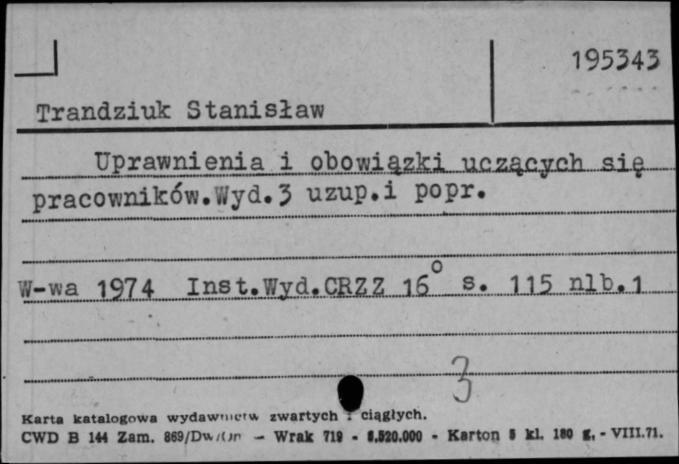 195343
Trandziuk Stanisław
Uprawnienia i obowiązki uczących się
pracowników.Wyd.3 uzup.i popr.
W-wa 1974 Inst.Wyd.CRZZ 16° s. 115 nlb.1
3
Karta katalogowa wydawnictw zwartych i ciągłych.
CWD B 144 Zam. 869/Dw - Wrak 719 - 8.520.000 - Karton 5 kl. 180 g. - VIII.71.